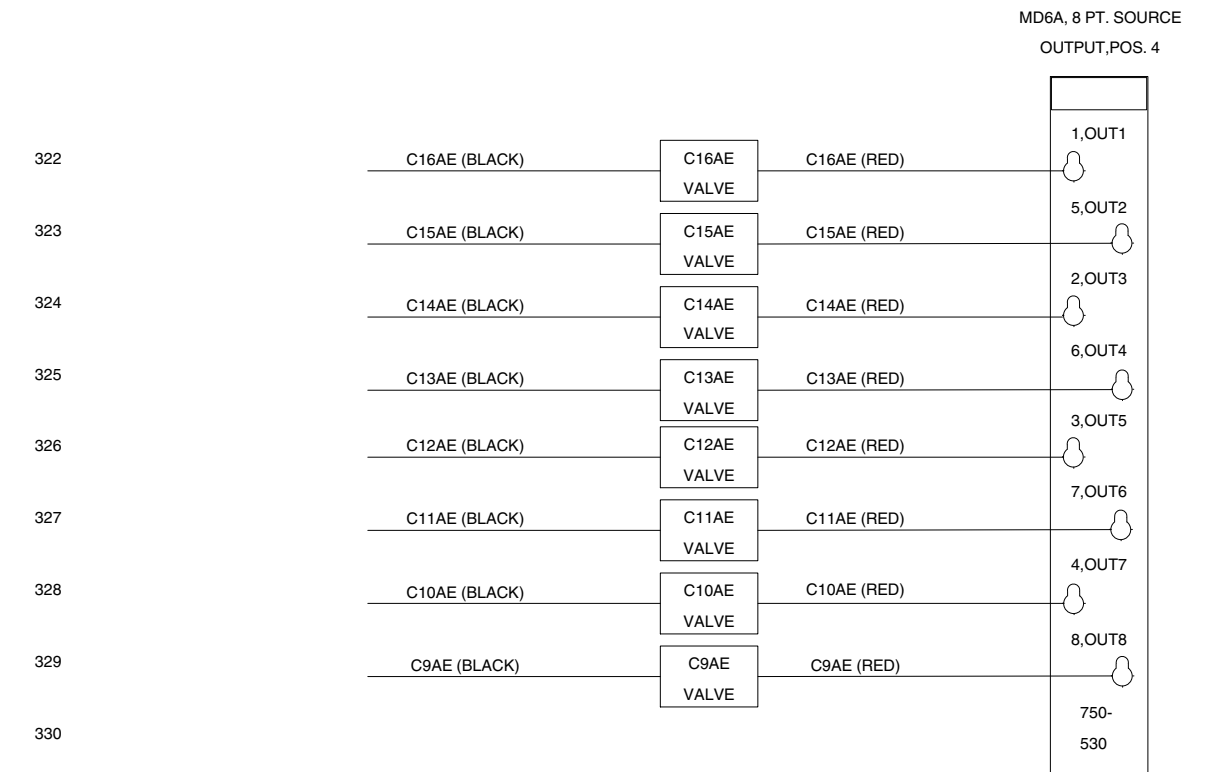 MD6A, 8 PT. SOURCE
OUTPUT,POS. 4
1,OUT1
322 C16AE (BLACK) C16AE C16AE (RED)
VALVE
5,OUT2
323 C15AE (BLACK) C15AE C15AE (RED)
VALVE
2,OUT3
324 C14AE (BLACK) C14AE C14AE (RED)
VALVE
6,OUT4
325 C13AE (BLACK) C13AE C13AE (RED)
VALVE
3,OUT5
326 C12AE (BLACK) C12AE C12AE (RED)
VALVE
7,OUT6
327 C11AE (BLACK) C11AE C11AE (RED)
VALVE
4,OUT7
328 C10AE (BLACK) C10AE C10AE (RED)
VALVE
8,OUT8
329 C9AE (BLACK) C9AE C9AE (RED)
VALVE
750-
330
530